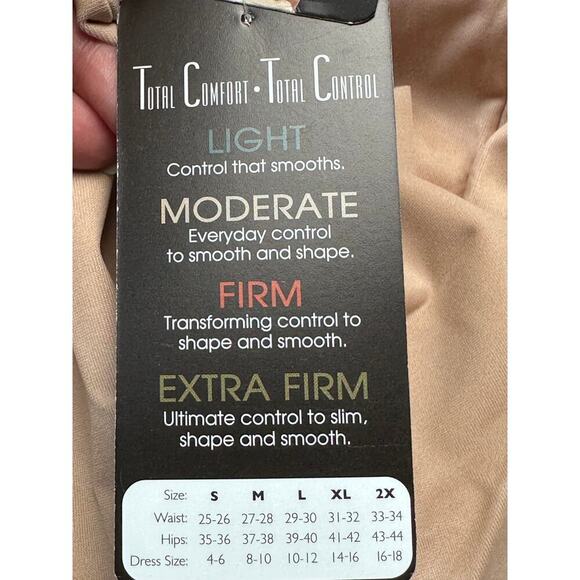 TOTAL COMFORT • TOTAL CONTROL
LIGHT
Control that smooths.
MODERATE
Everyday control
to smooth and shape.
FIRM
Transforming control to
shape and smooth.
EXTRA FIRM
Ultimate control to slim,
shape and smooth.
Size: S M L XL 2X
Waist: 25-26 27-28 29-30 31-32 33-34
Hips: 35-36 37-38 39-40 41-42 43-44
Dress Size: 4-6 8-10 10-12 14-16 16-18